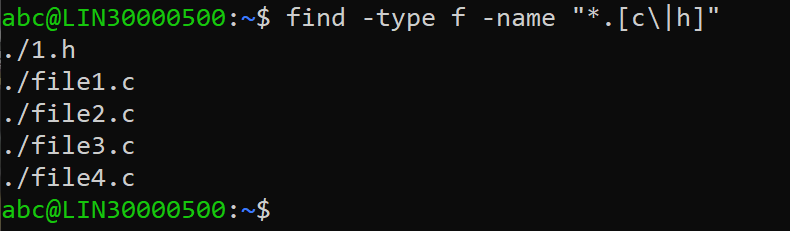 abc@LIN30000500:~$ find -type f -name "*.[c\|h]"
./1.h
./file1.c
./file2.c
./file3.c
./file4.c
abc@LIN30000500:~$